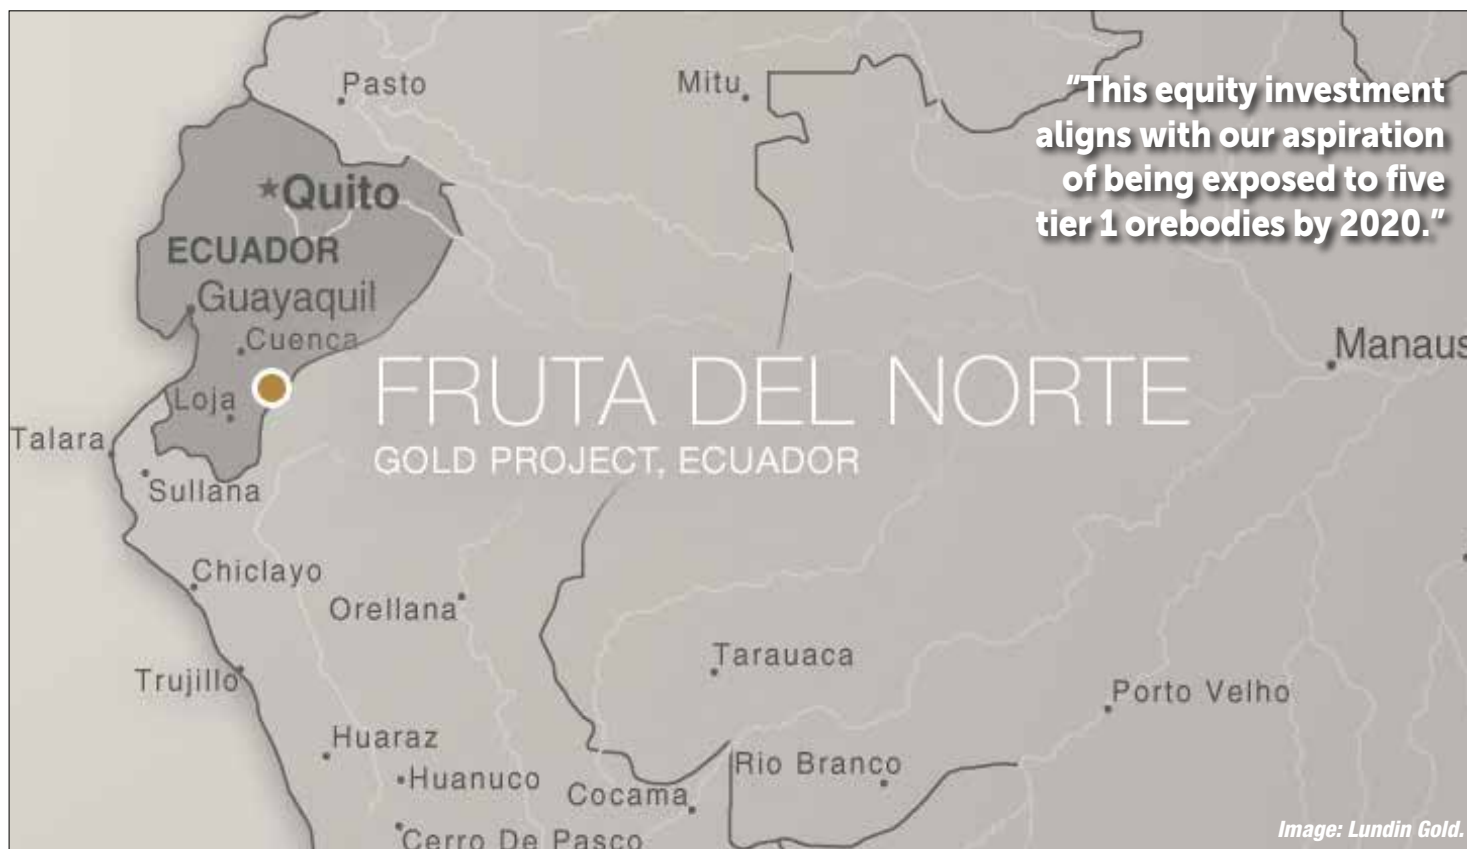 Pasto
Mitu
“This equity investment
aligns with our aspiration
of being exposed to five
tier 1 orebodies by 2020.”
Quito
ECUADOR
Guayaquil
Cuenca
Manaus
FRUTA DEL NORTE
Loja
Talara
GOLD PROJECT, ECUADOR
Sullana
Chiclayo
Orellana
Tarauaca
Trujillo
Porto Velho
Huaraz
Rio Branco
Huanuco
Cocama
Cerro De Pasco
Image: Lundin Gold.